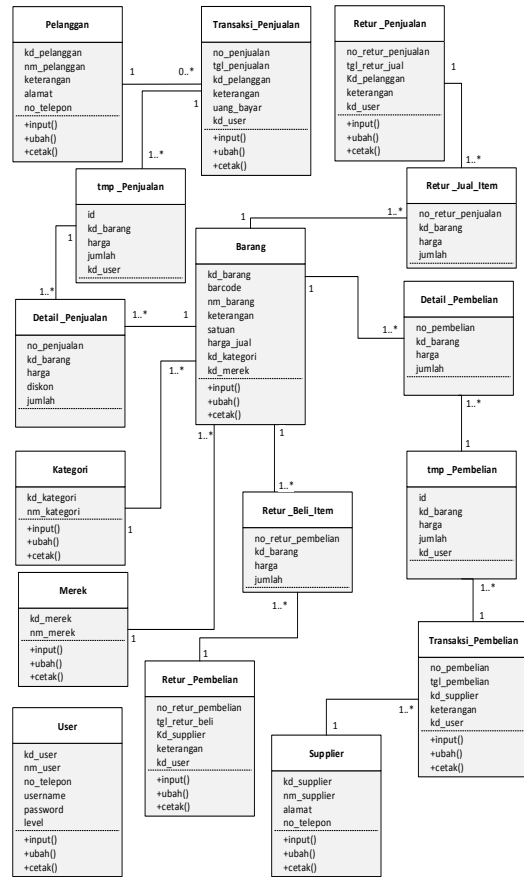 Pelanggan
kd_pelanggan
nm_pelanggan
keterangan
alamat
no_telepon
+input()
+ubah()
+cetak()
1
0..*
Transaksi_Penjualan
no_penjualan
tgl_penjualan
kd_pelanggan
keterangan
uang_bayar
kd_user
+input()
+ubah()
+cetak()
1
1..*
Retur_Penjualan
no_retur_penjualan
tgl_retur_jual
Kd_pelanggan
keterangan
kd_user
+input()
+ubah()
+cetak()
1
1..*
tmp _Penjualan
id
kd_barang
harga
jumlah
kd_user
1
1..*
Retur _Jual_Item
no_retur_penjualan
kd_barang
harga
jumlah
1
1..*
Barang
kd_barang
barcode
nm_barang
keterangan
satuan
harga_jual
kd_kategori
kd_merek
+input()
+ubah()
+cetak()
1
1..*
Detail _Penjualan
no_penjualan
kd_barang
harga
diskon
jumlah
1..*
1
1..*
Detail _Pembelian
no_pembelian
kd_barang
harga
jumlah
1..*
1
Kategori
kd_kategori
nm_kategori
+input()
+ubah()
+cetak()
1
1..*
1
1..*
Retur _Beli_Item
no_retur_pembelian
kd_barang
harga
jumlah
1..*
1
tmp _Pembelian
id
kd_barang
harga
jumlah
kd_user
1..*
1
Merek
kd_merek
nm_merek
+input()
+ubah()
+cetak()
1
Retur _Pembelian
no_retur_pembelian
tgl_retur_beli
Kd_supplier
keterangan
kd_user
+input()
+ubah()
+cetak()
Transaksi_Pembelian
no_pembelian
tgl_pembelian
kd_supplier
keterangan
kd_user
+input()
+ubah()
+cetak()
1..*
1
User
kd_user
nm_user
no_telepon
username
password
level
+input()
+ubah()
+cetak()
Supplier
kd_supplier
nm_supplier
alamat
no_telepon
+input()
+ubah()
+cetak()